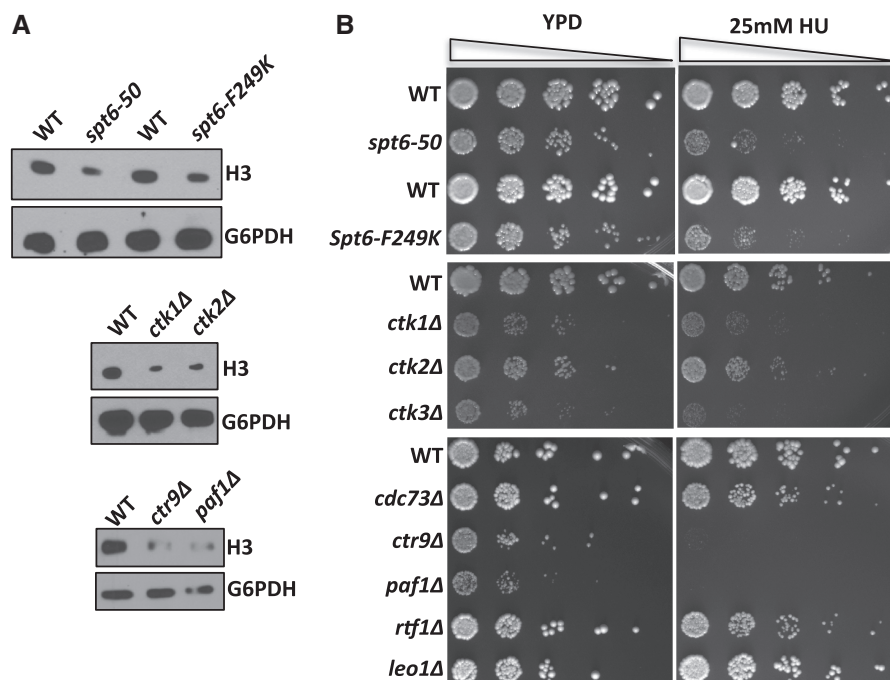 A
WT spt6-50 WT spt6-F249K
H3
G6PDH
WT ctk1Δ ctk2Δ
H3
G6PDH
WT ctr9Δ paf1Δ
H3
G6PDH
B
YPD 25mM HU
WT
spt6-50
WT
Spt6-F249K
WT
ctk1Δ
ctk2Δ
ctk3Δ
WT
cdc73Δ
ctr9Δ
paf1Δ
rtf1Δ
leo1Δ